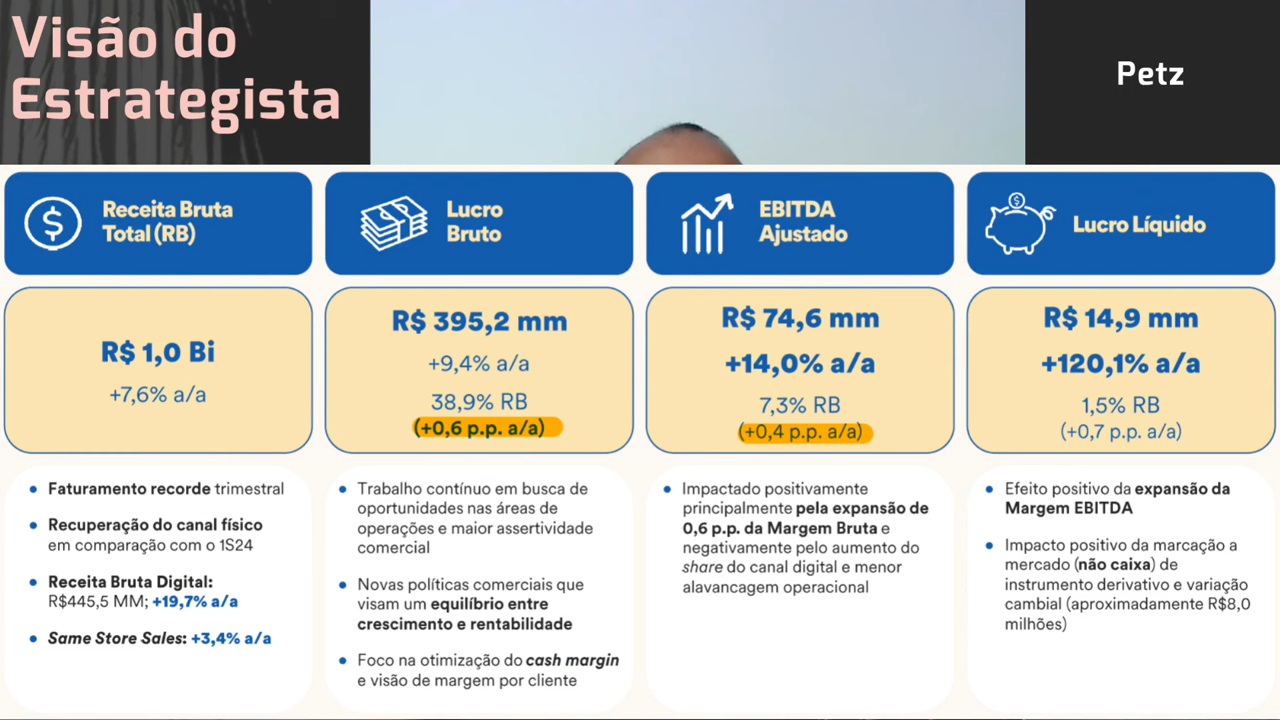 Visão do
Estrategista
Petz
Receita Bruta
Total (RB)
Lucro
Bruto
EBITDA
Ajustado
Lucro Líquido
R$ 1,0 Bi
+7,6% a/a
R$ 395,2 mm
+9,4% a/a
38,9% RB
(+0,6 p.p. a/a)
R$ 74,6 mm
+14,0% a/a
7,3% RB
(+0,4 p.p. a/a)
R$ 14,9 mm
+120,1% a/a
1,5% RB
(+0,7 p.p. a/a)
Faturamento recorde trimestral
Recuperação do canal físico
em comparação com o 1S24
Receita Bruta Digital:
R$445,5 MM; +19,7% a/a
Same Store Sales: +3,4% a/a
Trabalho contínuo em busca de
oportunidades nas áreas de
operações e maior assertividade
comercial
Novas políticas comerciais que
visam um equilíbrio entre
crescimento e rentabilidade
Foco na otimização do cash margin
e visão de margem por cliente
Impactado positivamente
principalmente pela expansão de
0,6 p.p. da Margem Bruta e
negativamente pelo aumento do
share do canal digital e menor
alavancagem operacional
Efeito positivo da expansão da
Margem EBITDA
Impacto positivo da marcação a
mercado (não caixa) de
instrumento derivativo e variação
cambial (aproximadamente R$8,0
milhões)